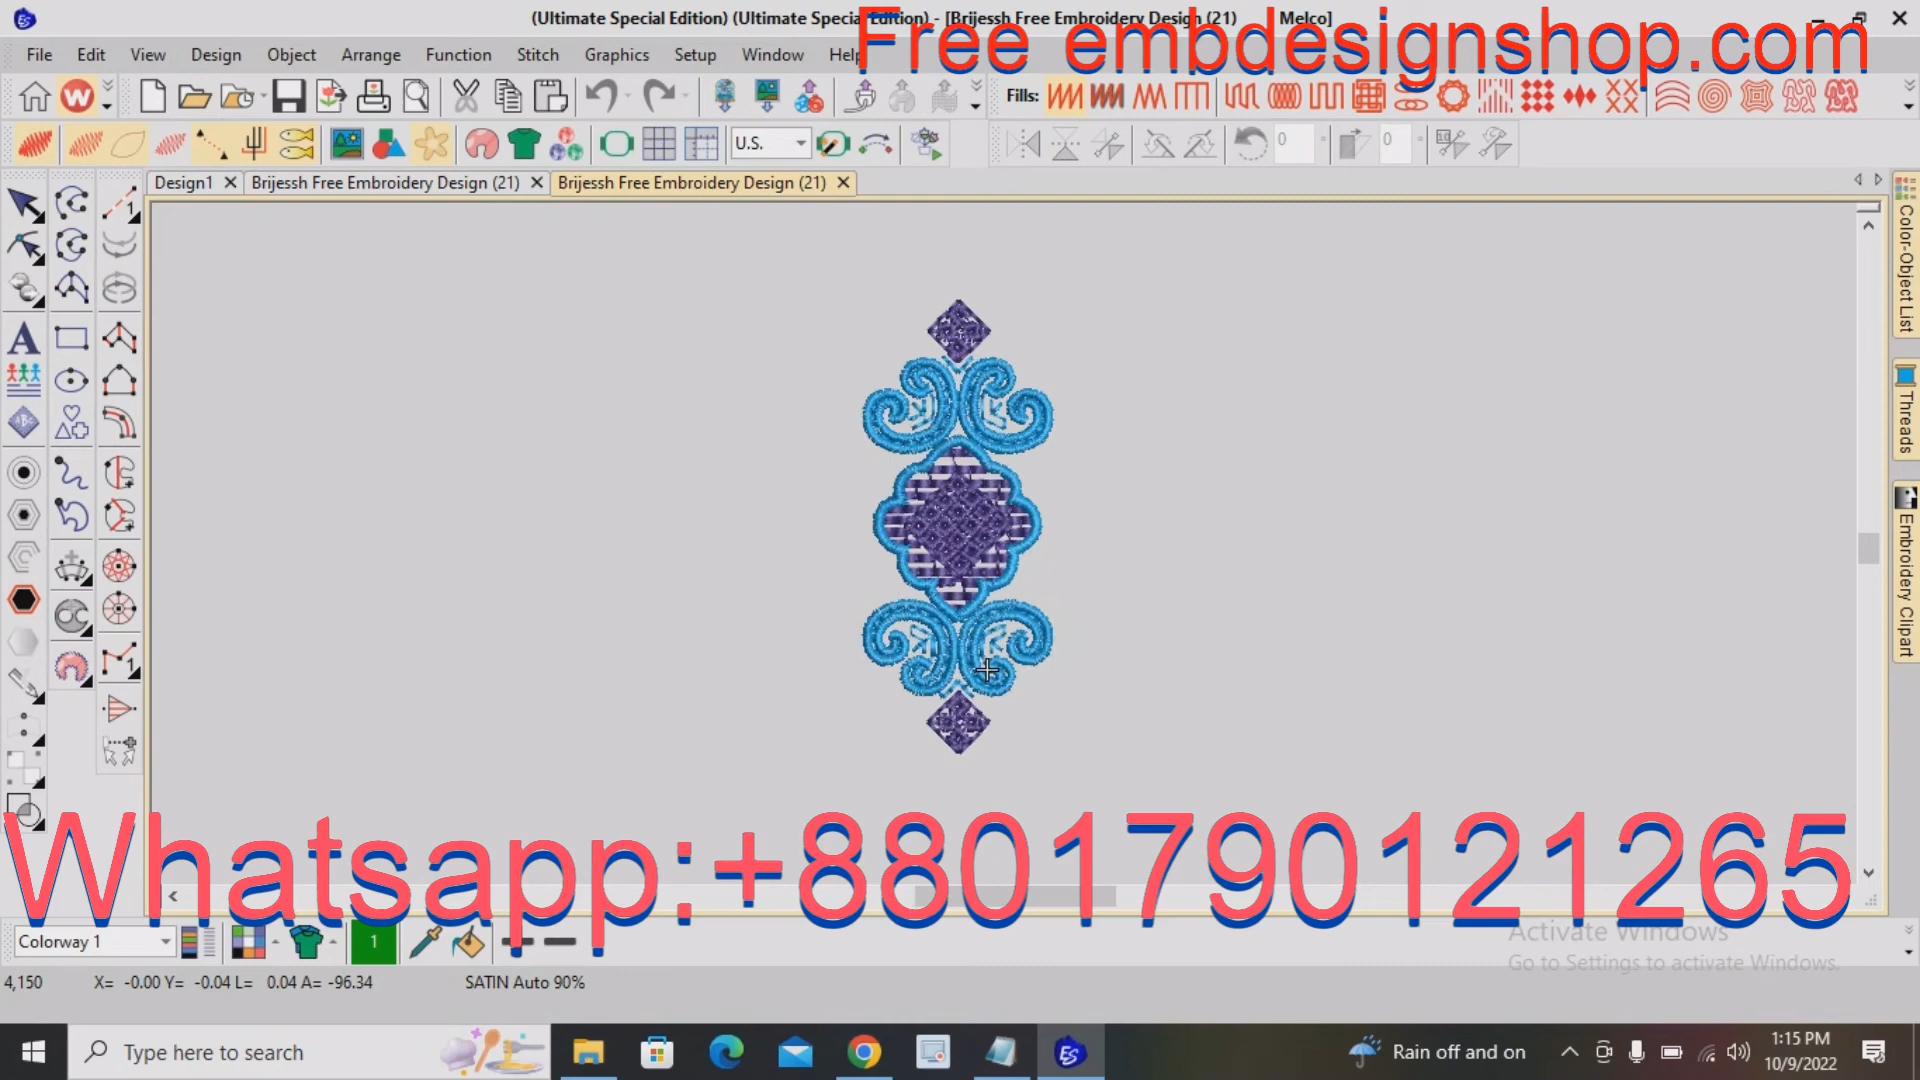 (Ultimate Special Edition) (Ultimate Special Edition) - [Brijessh Free Embroidery Design (21) Melco]
Free embdesignshop.com
File Edit View Design Object Arrange Function Stitch Graphics Setup Window Help
Fills:
U.S. 0 0
Design1 Brijessh Free Embroidery Design (21) Brijessh Free Embroidery Design (21)
Color-Object List
Threads
Embroidery Clipart
Whatsapp:+8801790121265
Colorway 1 1
Activate Windows
Go to Settings to activate Windows.
4,150 X= -0.00 Y= -0.04 L= 0.04 A= -96.34 SATIN Auto 90%
Type here to search Rain off and on 1:15 PM
10/9/2022